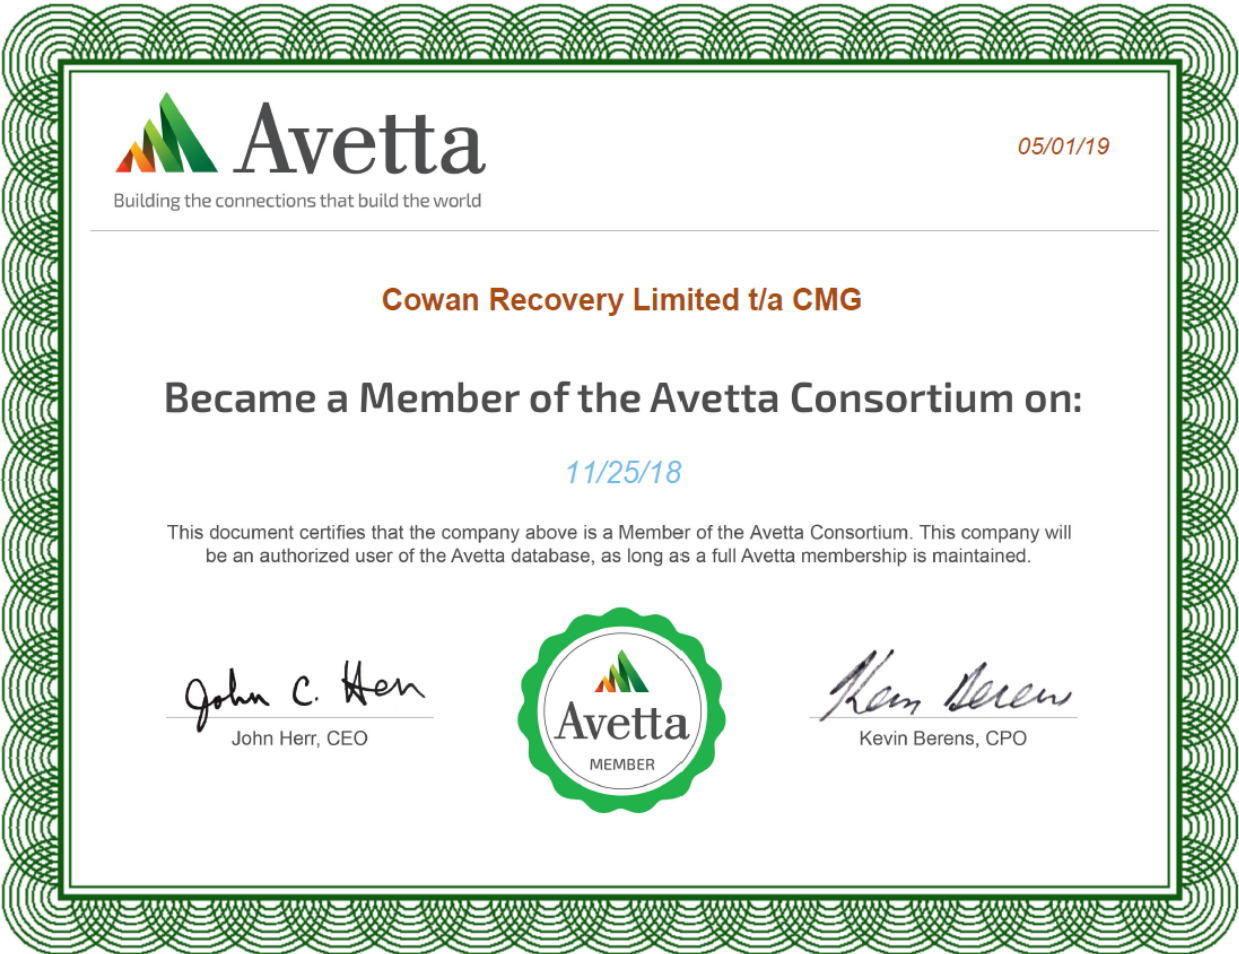 Avetta
05/01/19
Building the connections that build the world
Cowan Recovery Limited t/a CMG
Became a Member of the Avetta Consortium on:
11/25/18
This document certifies that the company above is a Member of the Avetta Consortium. This company will
be an authorized user of the Avetta database, as long as a full Avetta membership is maintained.
John C. Herr
John Herr, CEO
Avetta
MEMBER
Kevin Berens
Kevin Berens, CPO